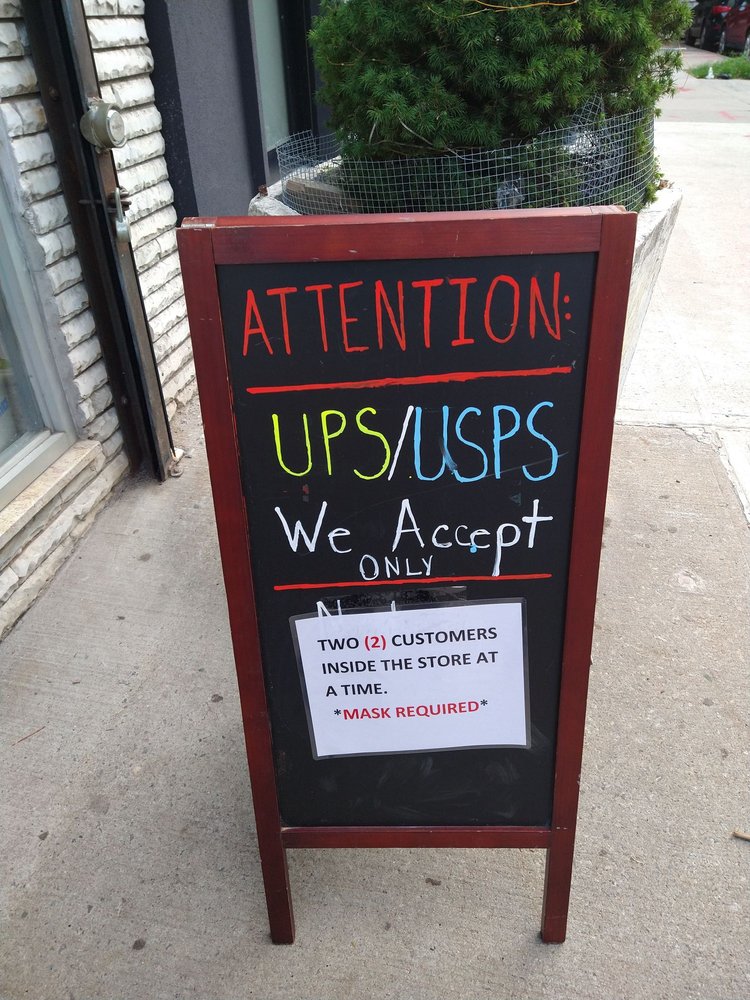 ATTENTION:
UPS/USPS
We Accept
ONLY
TWO (2) CUSTOMERS
INSIDE THE STORE AT
A TIME.
*MASK REQUIRED*